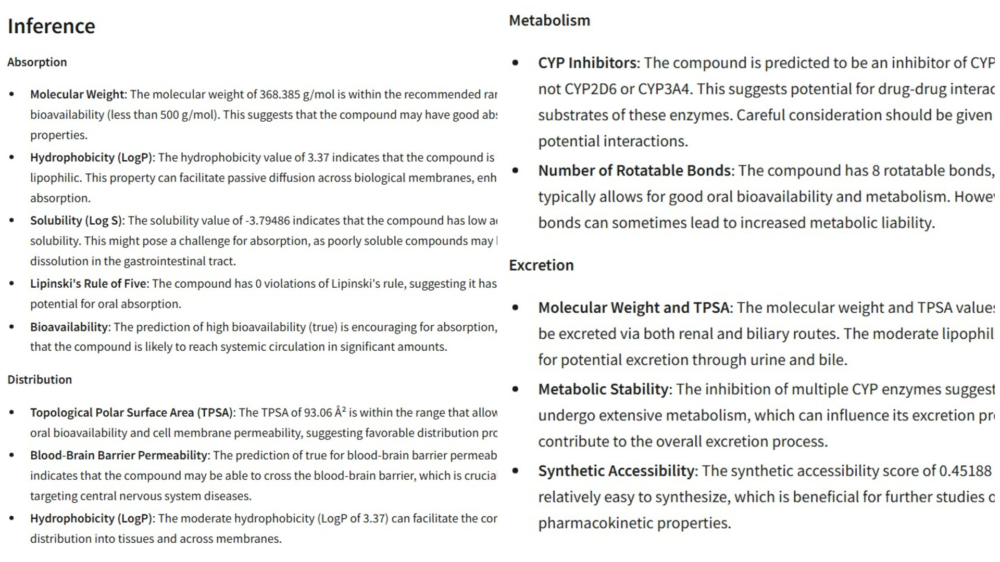 Inference
Absorption
• Molecular Weight: The molecular weight of 368.385 g/mol is within the recommended
bioavailability (less than 500 g/mol). This suggests that the compound may have good
properties.
• Hydrophobicity (LogP): The hydrophobicity value of 3.37 indicates that the compound is
lipophilic. This property can facilitate passive diffusion across biological membranes,
absorption.
• Solubility (Log S): The solubility value of -3.79486 indicates that the compound has low
solubility. This might pose a challenge for absorption, as poorly soluble compounds may
dissolution in the gastrointestinal tract.
• Lipinski's Rule of Five: The compound has 0 violations of Lipinski's rule, suggesting it has
potential for oral absorption.
• Bioavailability: The prediction of high bioavailability (true) is encouraging for absorption,
that the compound is likely to reach systemic circulation in significant amounts.
Distribution
• Topological Polar Surface Area (TPSA): The TPSA of 93.06 Å² is within the range that
oral bioavailability and cell membrane permeability, suggesting favorable distribution
• Blood-Brain Barrier Permeability: The prediction of true for blood-brain barrier
indicates that the compound may be able to cross the blood-brain barrier, which is
targeting central nervous system diseases.
• Hydrophobicity (LogP): The moderate hydrophobicity (LogP of 3.37) can facilitate the
distribution into tissues and across membranes.
Metabolism
• CYP Inhibitors: The compound is predicted to be an inhibitor of CYP
not CYP2D6 or CYP3A4. This suggests potential for drug-drug
substrates of these enzymes. Careful consideration should be given
potential interactions.
• Number of Rotatable Bonds: The compound has 8 rotatable bonds,
typically allows for good oral bioavailability and metabolism.
bonds can sometimes lead to increased metabolic liability.
Excretion
• Molecular Weight and TPSA: The molecular weight and TPSA values
be excreted via both renal and biliary routes. The moderate
for potential excretion through urine and bile.
• Metabolic Stability: The inhibition of multiple CYP enzymes suggest
undergo extensive metabolism, which can influence its excretion
contribute to the overall excretion process.
• Synthetic Accessibility: The synthetic accessibility score of 0.45188
relatively easy to synthesize, which is beneficial for further studies
pharmacokinetic properties.